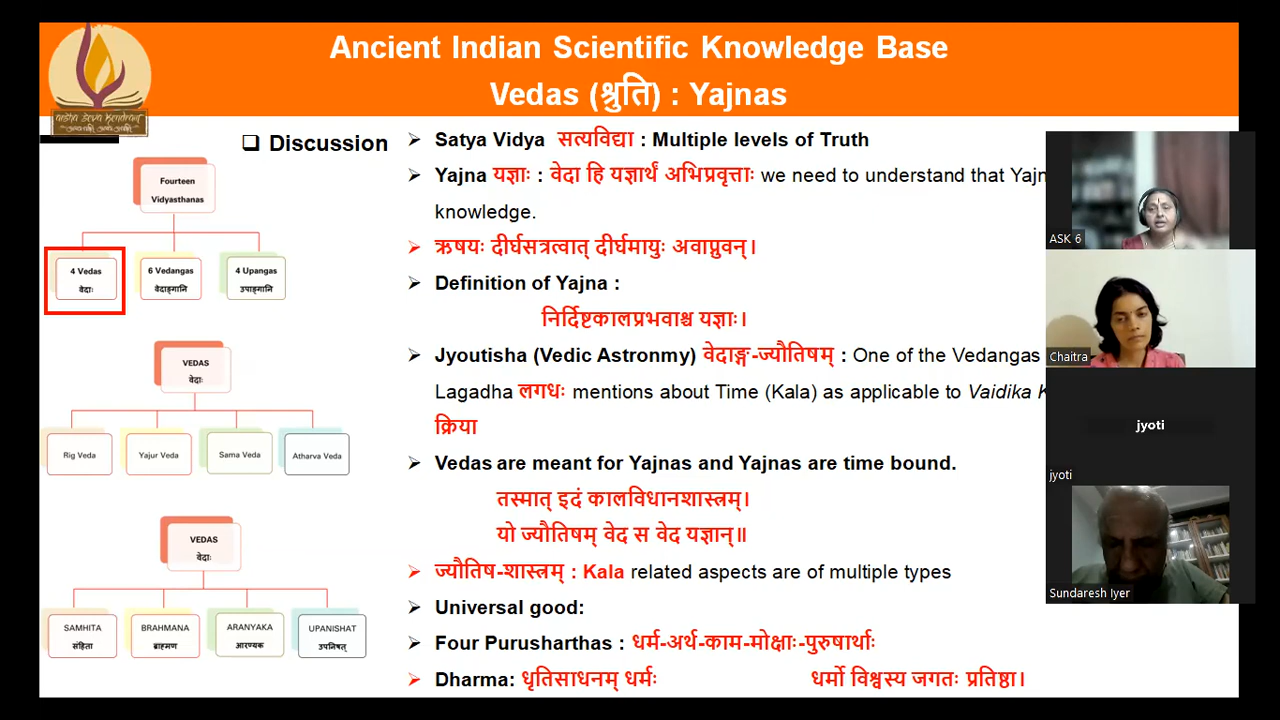 Ancient Indian Scientific Knowledge Base
Vedas (श्रुति) : Yajnas
❑ Discussion
Fourteen
Vidyasthanas
4 Vedas
वेदाः
6 Vedangas
वेदाङ्गानि
4 Upangas
उपाङ्गानि
VEDAS
वेदाः
Rig Veda
Yajur Veda
Sama Veda
Atharva Veda
VEDAS
वेदाः
SAMHITA
संहिता
BRAHMANA
ब्राह्मण
ARANYAKA
आरण्यक
UPANISHAT
उपनिषत्
➢ Satya Vidya सत्यविद्या : Multiple levels of Truth
➢ Yajna यज्ञाः : वेदा हि यज्ञार्थं अभिप्रवृत्ताः we need to understand that Yajn
knowledge.
➢ ऋषयः दीर्घसत्रत्वात् दीर्घमायुः अवाप्नुवन्।
➢ Definition of Yajna :
निर्दिष्टकालप्रभवाश्च यज्ञाः।
➢ Jyoutisha (Vedic Astronmy) वेदाङ्ग-ज्यौतिषम् : One of the Vedangas
Lagadha लगधः mentions about Time (Kala) as applicable to Vaidika K
क्रिया
➢ Vedas are meant for Yajnas and Yajnas are time bound.
तस्मात् इदं कालविधानशास्त्रम्।
यो ज्यौतिषम् वेद स वेद यज्ञान्॥
➢ ज्यौतिष-शास्त्रम् : Kala related aspects are of multiple types
➢ Universal good:
➢ Four Purusharthas : धर्म-अर्थ-काम-मोक्षाः-पुरुषार्थाः
➢ Dharma: धृतिसाधनम् धर्मः धर्मो विश्वस्य जगतः प्रतिष्ठा।
ASK 6
Chaitra
jyoti
jyoti
Sundaresh Iyer